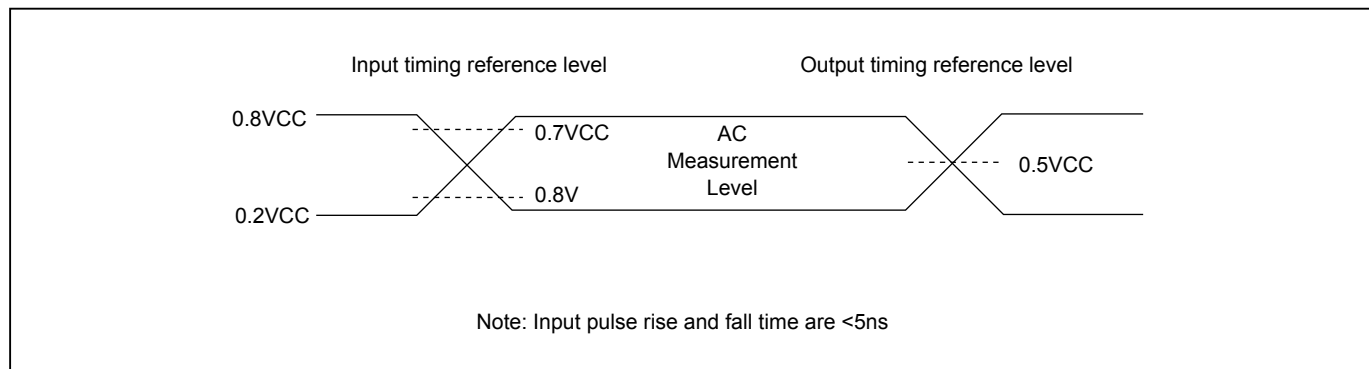 Input timing reference level
Output timing reference level
0.8VCC
0.7VCC
AC
Measurement
Level
0.5VCC
0.8V
0.2VCC
Note: Input pulse rise and fall time are <5ns